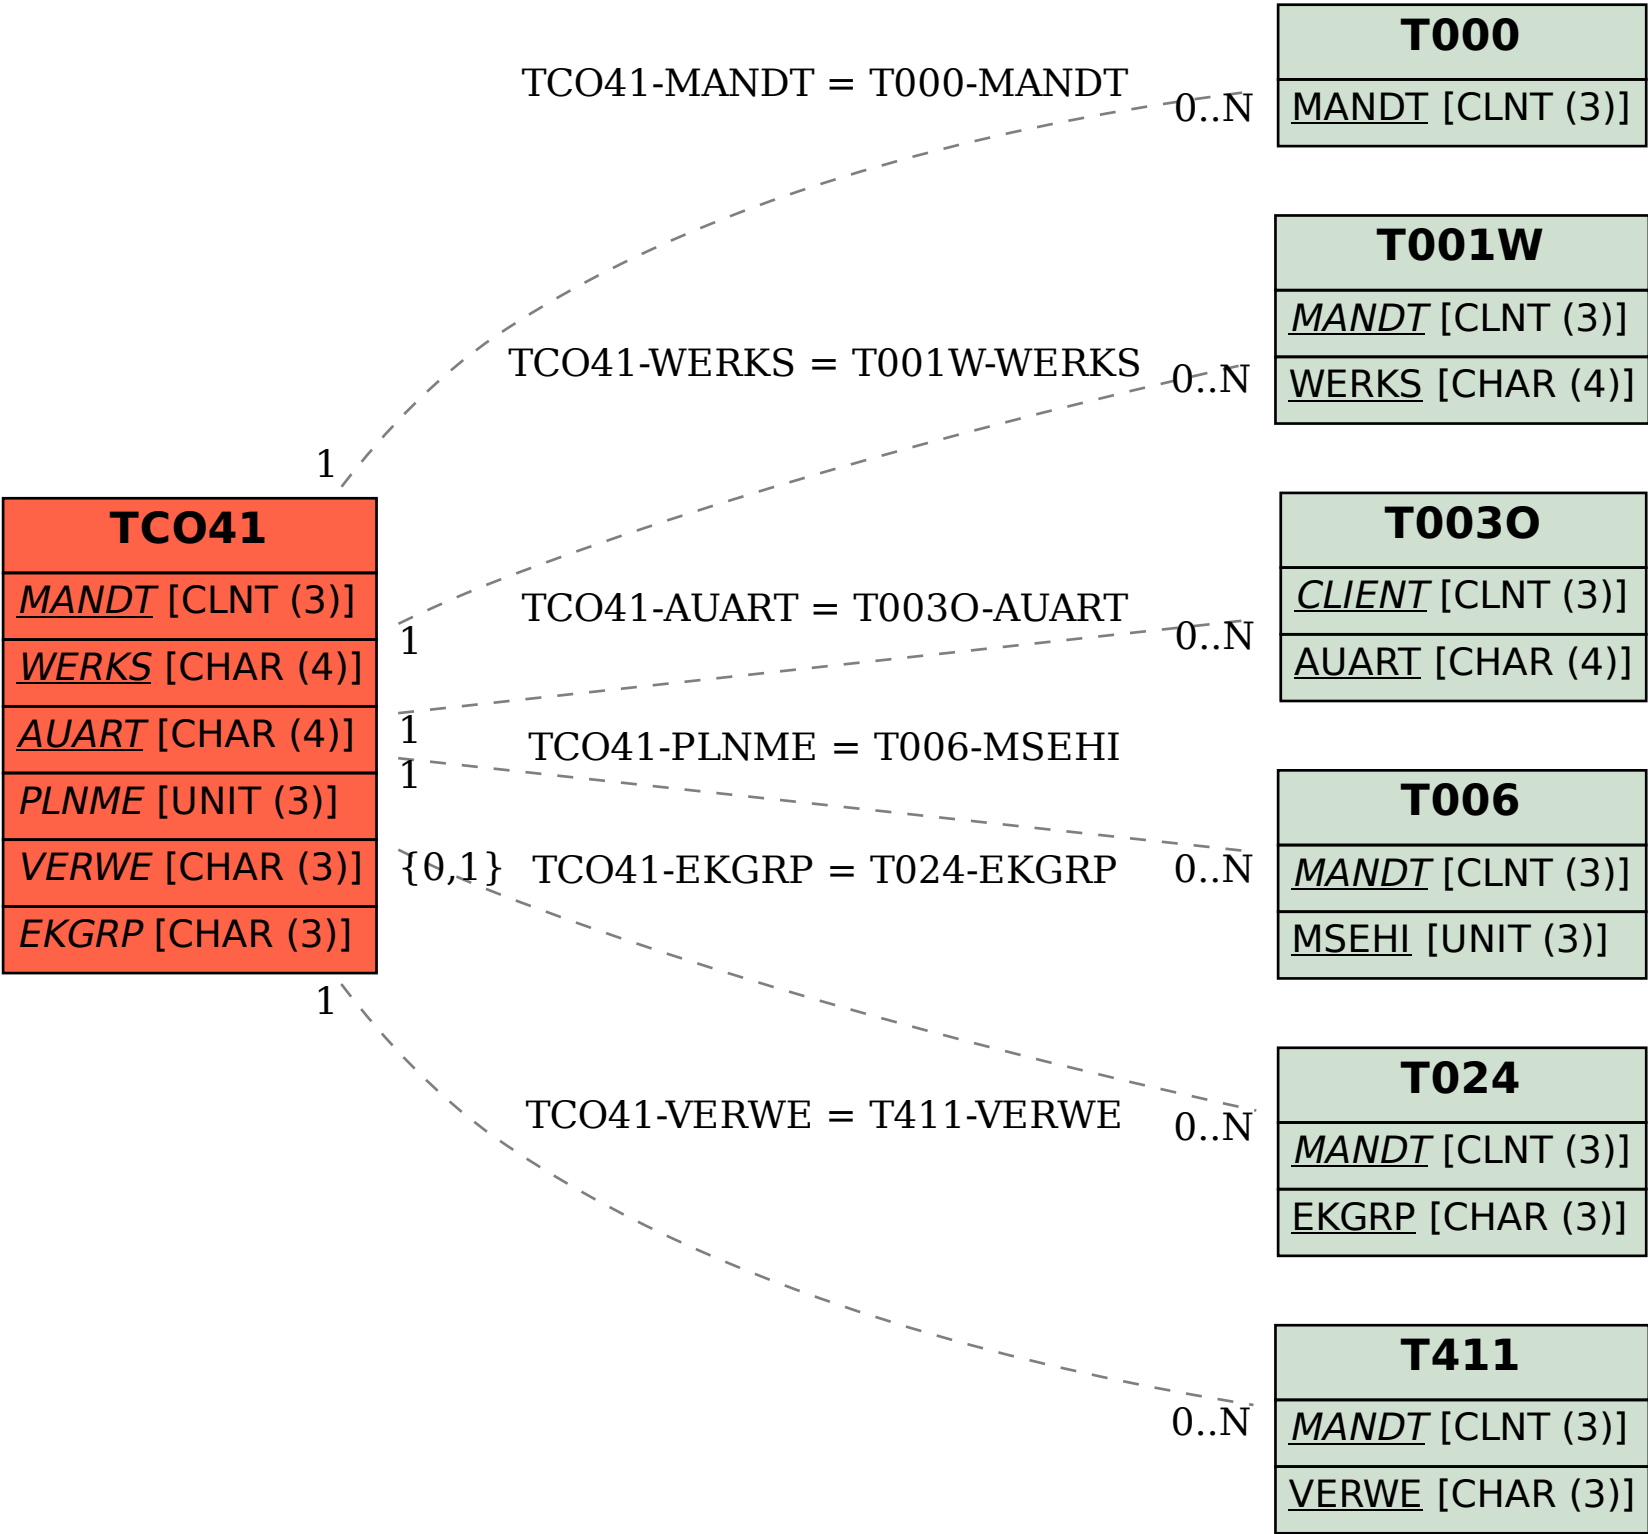 T000
MANDT [CLNT (3)]
TCO41-MANDT = T000-MANDT
0..N
1
T001W
MANDT [CLNT (3)]
WERKS [CHAR (4)]
TCO41-WERKS = T001W-WERKS
0..N
1
TCO41
MANDT [CLNT (3)]
WERKS [CHAR (4)]
AUART [CHAR (4)]
PLNME [UNIT (3)]
VERWE [CHAR (3)]
EKGRP [CHAR (3)]
T003O
CLIENT [CLNT (3)]
AUART [CHAR (4)]
TCO41-AUART = T003O-AUART
0..N
1
TCO41-PLNME = T006-MSEHI
1
0..N
T006
MANDT [CLNT (3)]
MSEHI [UNIT (3)]
{0,1}
TCO41-EKGRP = T024-EKGRP
0..N
T024
MANDT [CLNT (3)]
EKGRP [CHAR (3)]
1
TCO41-VERWE = T411-VERWE
0..N
T411
MANDT [CLNT (3)]
VERWE [CHAR (3)]